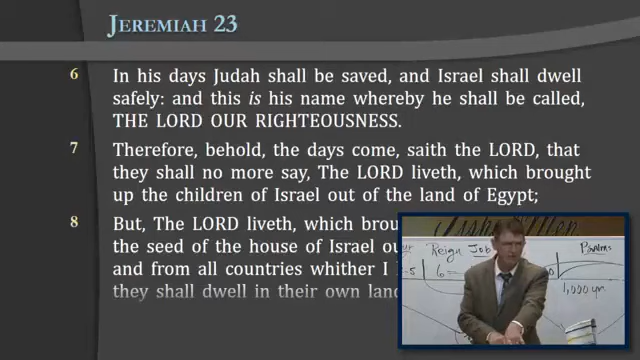 JEREMIAH 23
6 In his days Judah shall be saved, and Israel shall dwell
safely: and this is his name whereby he shall be called,
THE LORD OUR RIGHTEOUSNESS.
7 Therefore, behold, the days come, saith the LORD, that
they shall no more say, The LORD liveth, which brought
up the children of Israel out of the land of Egypt;
8 But, The LORD liveth, which
the seed of the house of Israel
and from all countries whither I
they shall dwell in their own
Reign Job Psalms
6
1,000 yrs